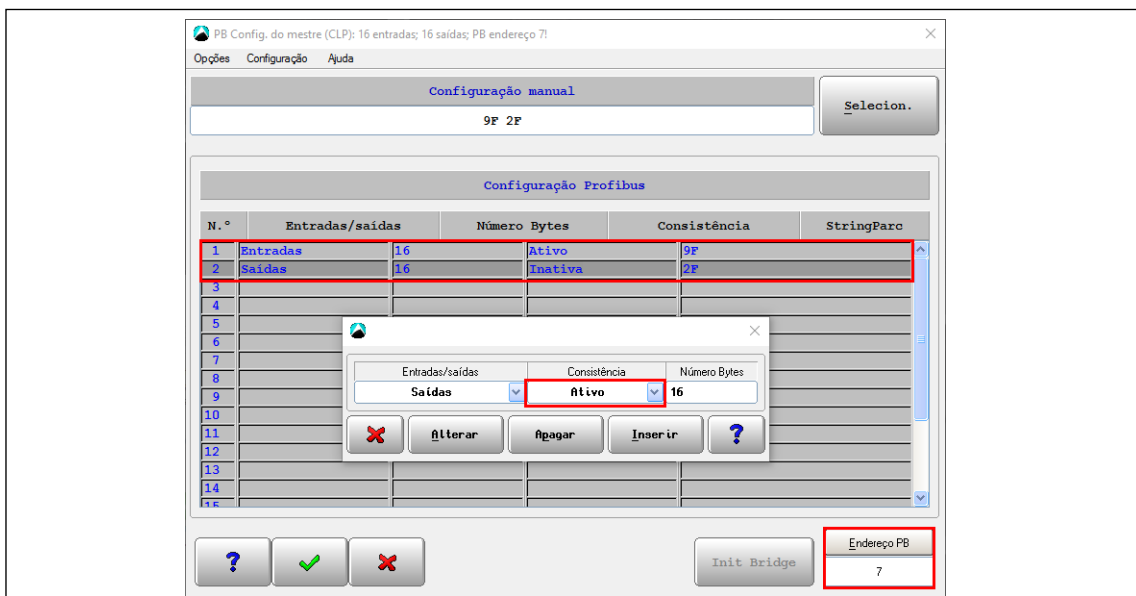 PB Config. do mestre (CLP): 16 entradas; 16 saídas; PB endereço 7!
Opções Configuração Ajuda
Configuração manual
9F 2F
Selecion.
Configuração Profibus
N.° Entradas/saídas Número Bytes Consistência StringParc
1 Entradas 16 Ativo 9F
2 Saídas 16 Inativa 2F
3
4
5
6
7
8
9
10
11
12
13
14
15
Entradas/saídas Consistência Número Bytes
Saídas Ativo 16
Alterar Apagar Inserir ?
? Init Bridge
Endereço PB
7